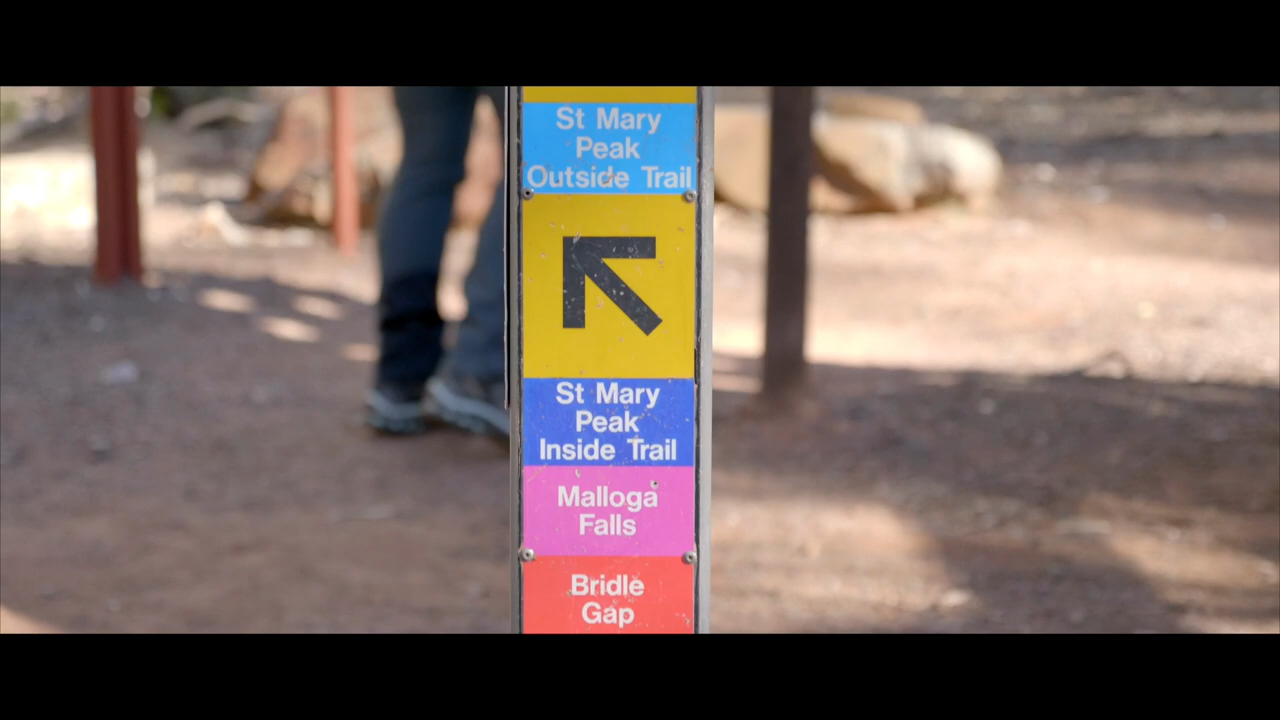 St Mary
Peak
Outside Trail
St Mary
Peak
Inside Trail
Malloga
Falls
Bridle
Gap